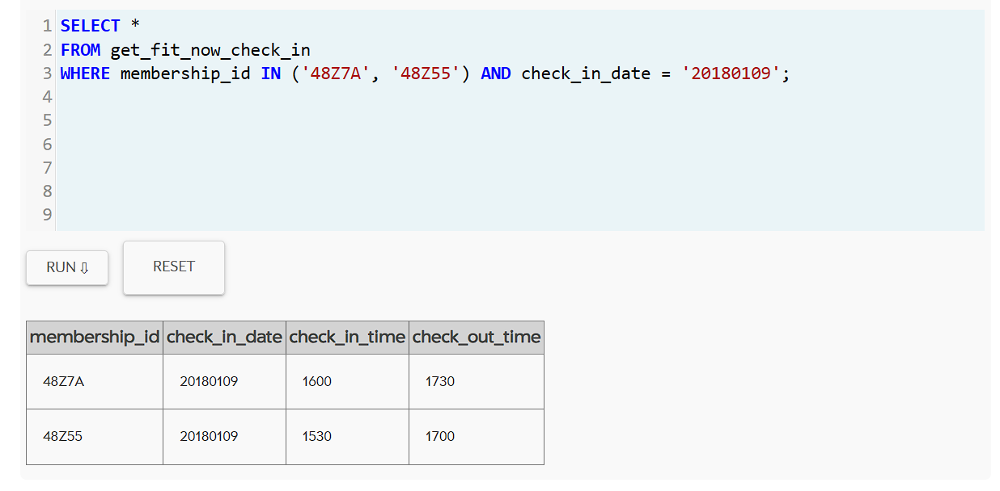 1 SELECT *
2 FROM get_fit_now_check_in
3 WHERE membership_id IN ('48Z7A', '48Z55') AND check_in_date = '20180109';
4
5
6
7
8
9
RUN ⇩ RESET
membership_id check_in_date check_in_time check_out_time
48Z7A 20180109 1600 1730
48Z55 20180109 1530 1700